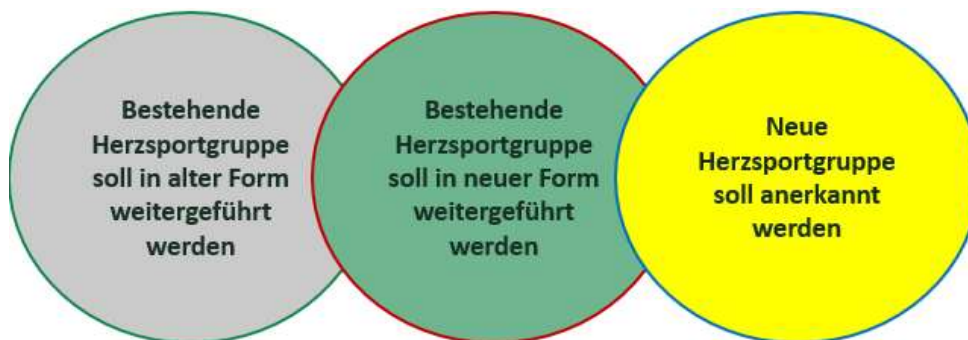 Bestehende
Herzsportgruppe
soll in alter Form
weitergeführt
werden
Bestehende
Herzsportgruppe
soll in neuer Form
weitergeführt
werden
Neue
Herzsportgruppe
soll anerkannt
werden